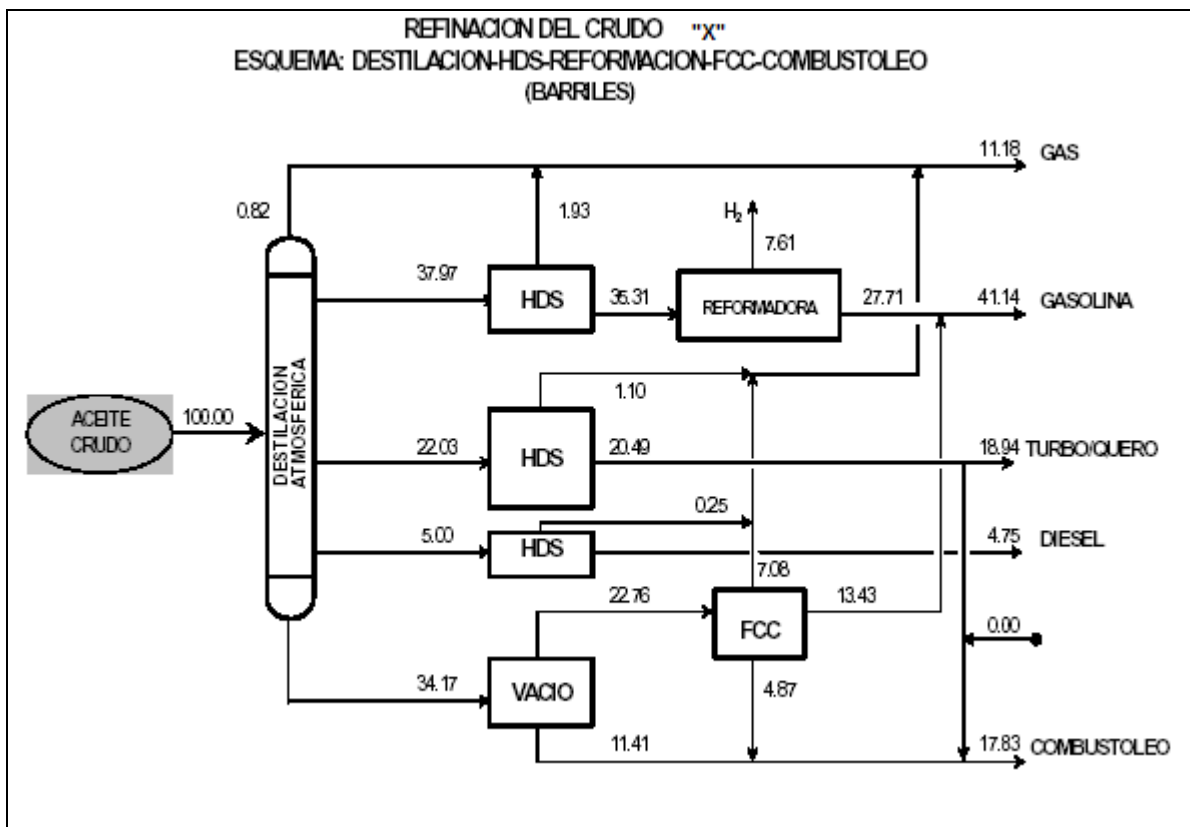 REFINACION DEL CRUDO "X"
ESQUEMA: DESTILACION-HDS-REFORMACION-FCC-COMBUSTOLEO
(BARRILES)
11.18 GAS
0.82
1.93
H2
7.61
37.97
HDS
35.31
REFORMADORA
27.71
41.14 GASOLINA
DESTILACION
ATMOSFERICA
ACEITE
CRUDO
100.00
1.10
22.03
HDS
20.49
18.94 TURBO/QUERO
0.25
5.00
HDS
4.75 DIESEL
7.08
22.76
FCC
13.43
0.00
34.17
VACIO
4.87
11.41
17.83 COMBUSTOLEO